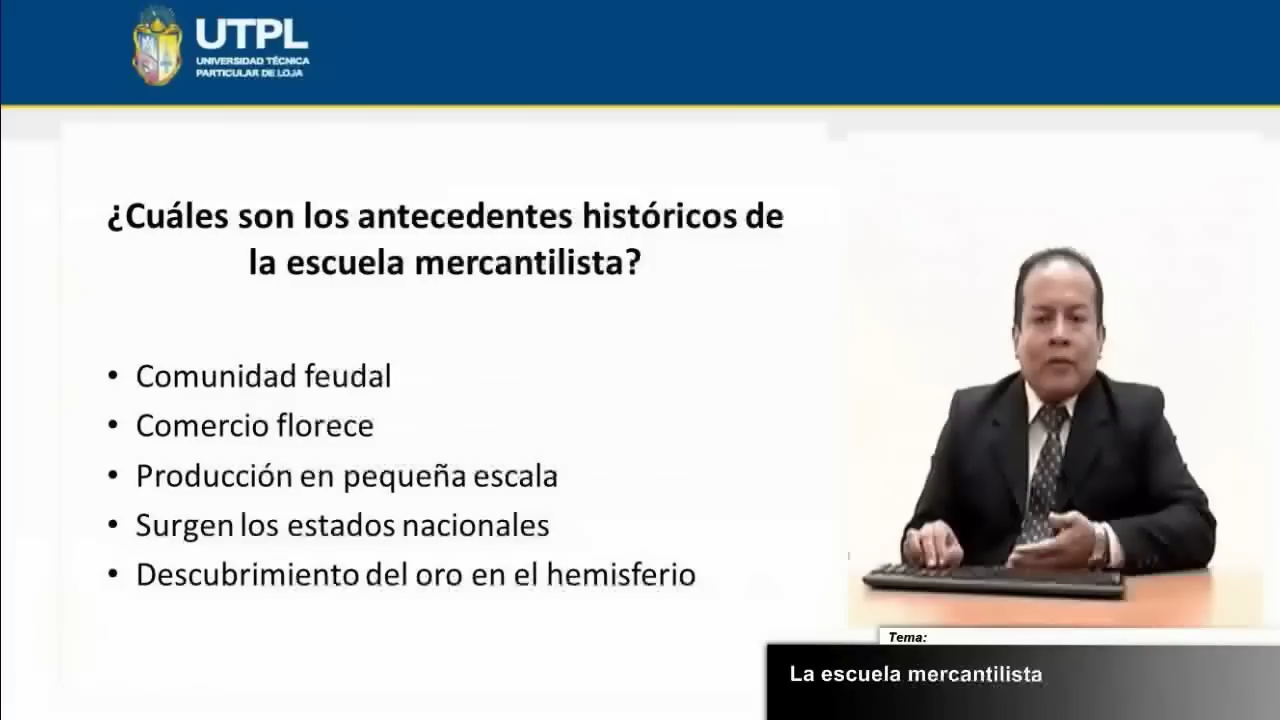 UTPL
UNIVERSIDAD TÉCNICA
PARTICULAR DE LOJA
¿Cuáles son los antecedentes históricos de
la escuela mercantilista?
• Comunidad feudal
• Comercio florece
• Producción en pequeña escala
• Surgen los estados nacionales
• Descubrimiento del oro en el hemisferio
Tema:
La escuela mercantilista